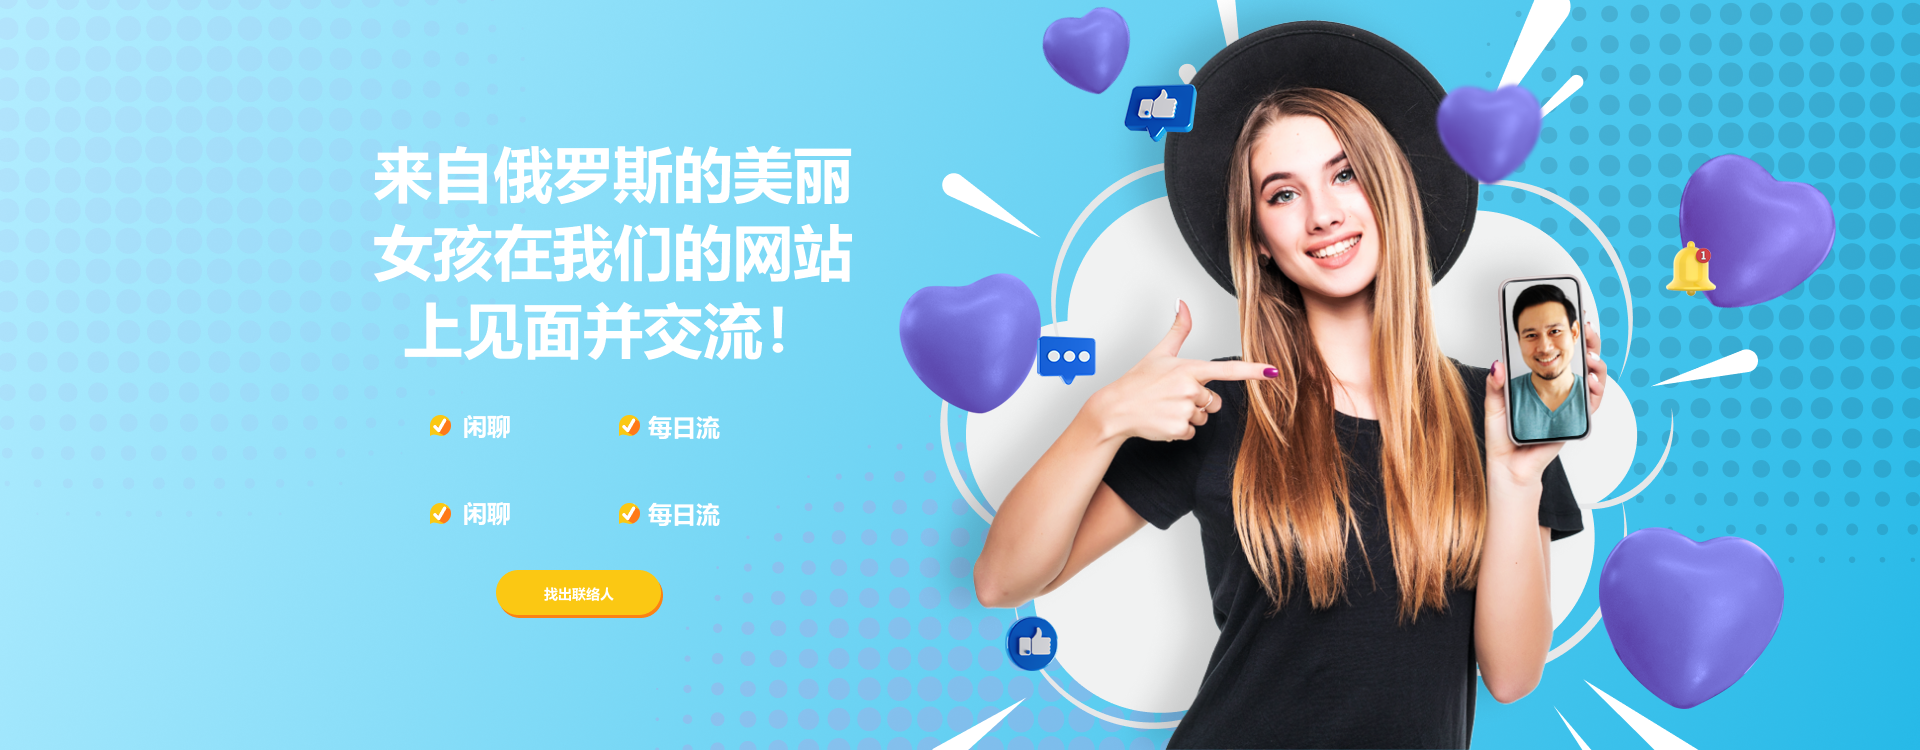 来自俄罗斯的美丽
女孩在我们的网站
上见面并交流！
闲聊
每日流
闲聊
每日流
找出联络人
1